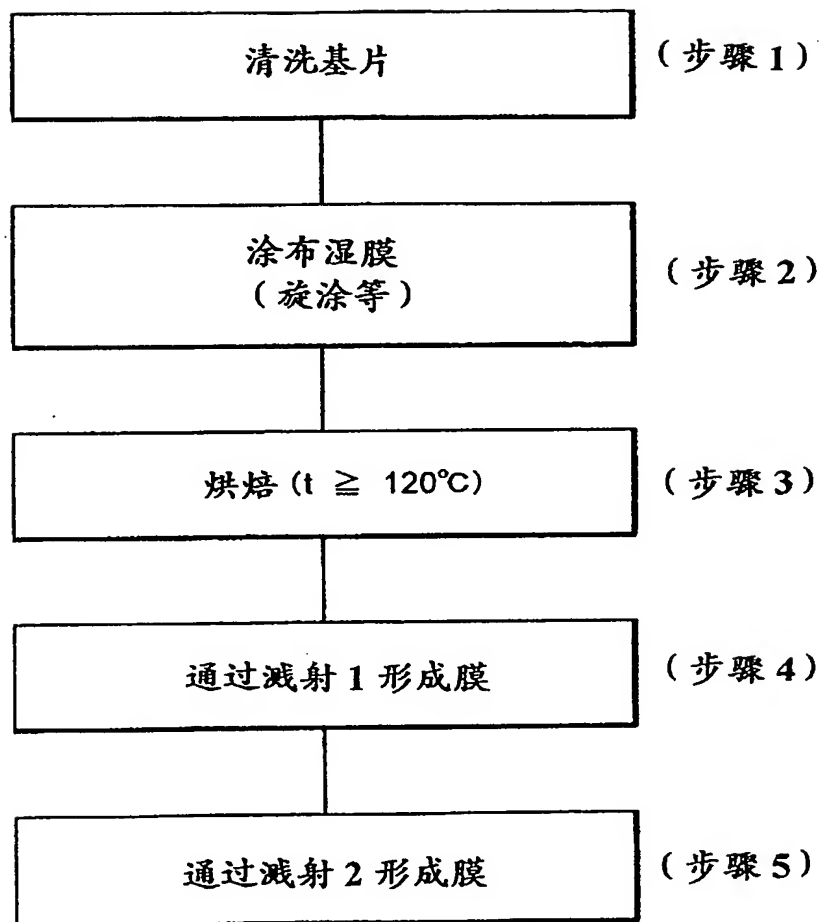 清洗基片
(步骤1)
涂布湿膜
(旋涂等)
(步骤2)
烘焙 (t ≧ 120℃)
(步骤3)
通过溅射 1 形成膜
(步骤4)
通过溅射 2 形成膜
(步骤5)